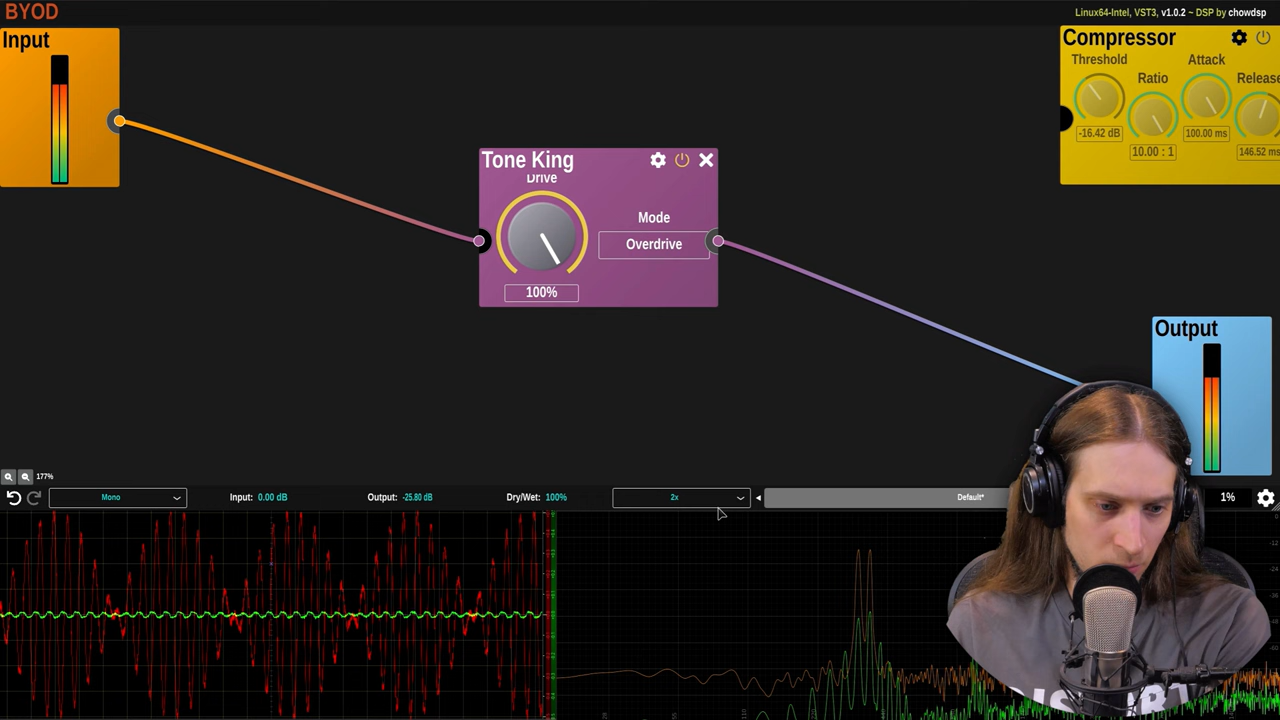 BYOD
Linux64-Intel, VST3, v1.0.2 ~ DSP by chowdsp
Input
Compressor
Threshold
Attack
Ratio
Release
-16.42 dB
100.00 ms
10.00 : 1
146.52 ms
Tone King
Drive
Mode
Overdrive
100%
Output
177%
Mono
Input: 0.00 dB
Output: -25.80 dB
Dry/Wet: 100%
2x
Default*
1%